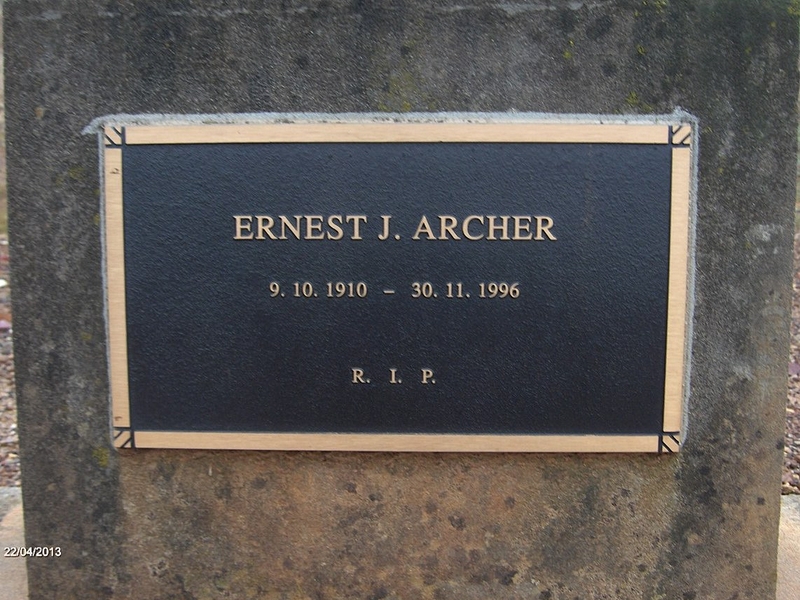 ERNEST J. ARCHER
9. 10. 1910 – 30. 11. 1996
R. I. P.
22/04/2013